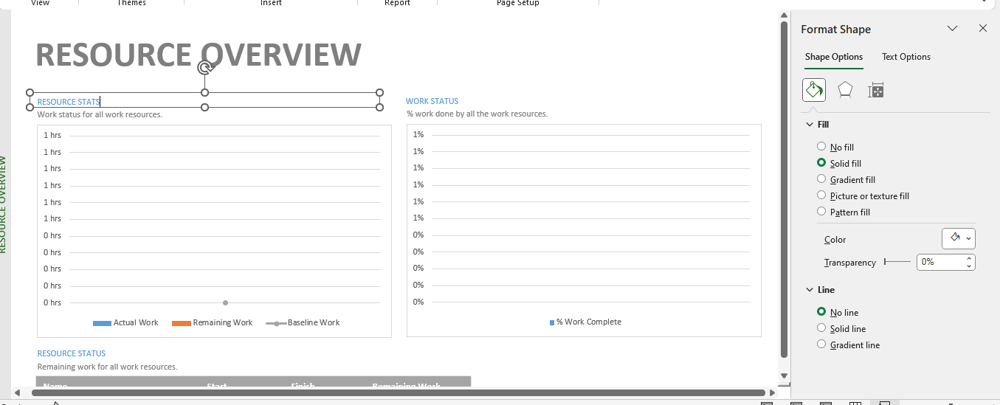 View Themes Insert Report Page Setup
Format Shape
Shape Options Text Options
RESOURCE OVERVIEW
RESOURCE STATS
Work status for all work resources.
1 hrs
1 hrs
1 hrs
1 hrs
1 hrs
1 hrs
0 hrs
0 hrs
0 hrs
0 hrs
0 hrs
Actual Work Remaining Work Baseline Work
WORK STATUS
% work done by all the work resources.
1%
1%
1%
1%
1%
1%
0%
0%
0%
0%
0%
% Work Complete
RESOURCE STATUS
Remaining work for all work resources.
Name Start Finish Remaining Work
RESOURCE OVERVIEW
Fill
No fill
Solid fill
Gradient fill
Picture or texture fill
Pattern fill
Color
Transparency 0%
Line
No line
Solid line
Gradient line